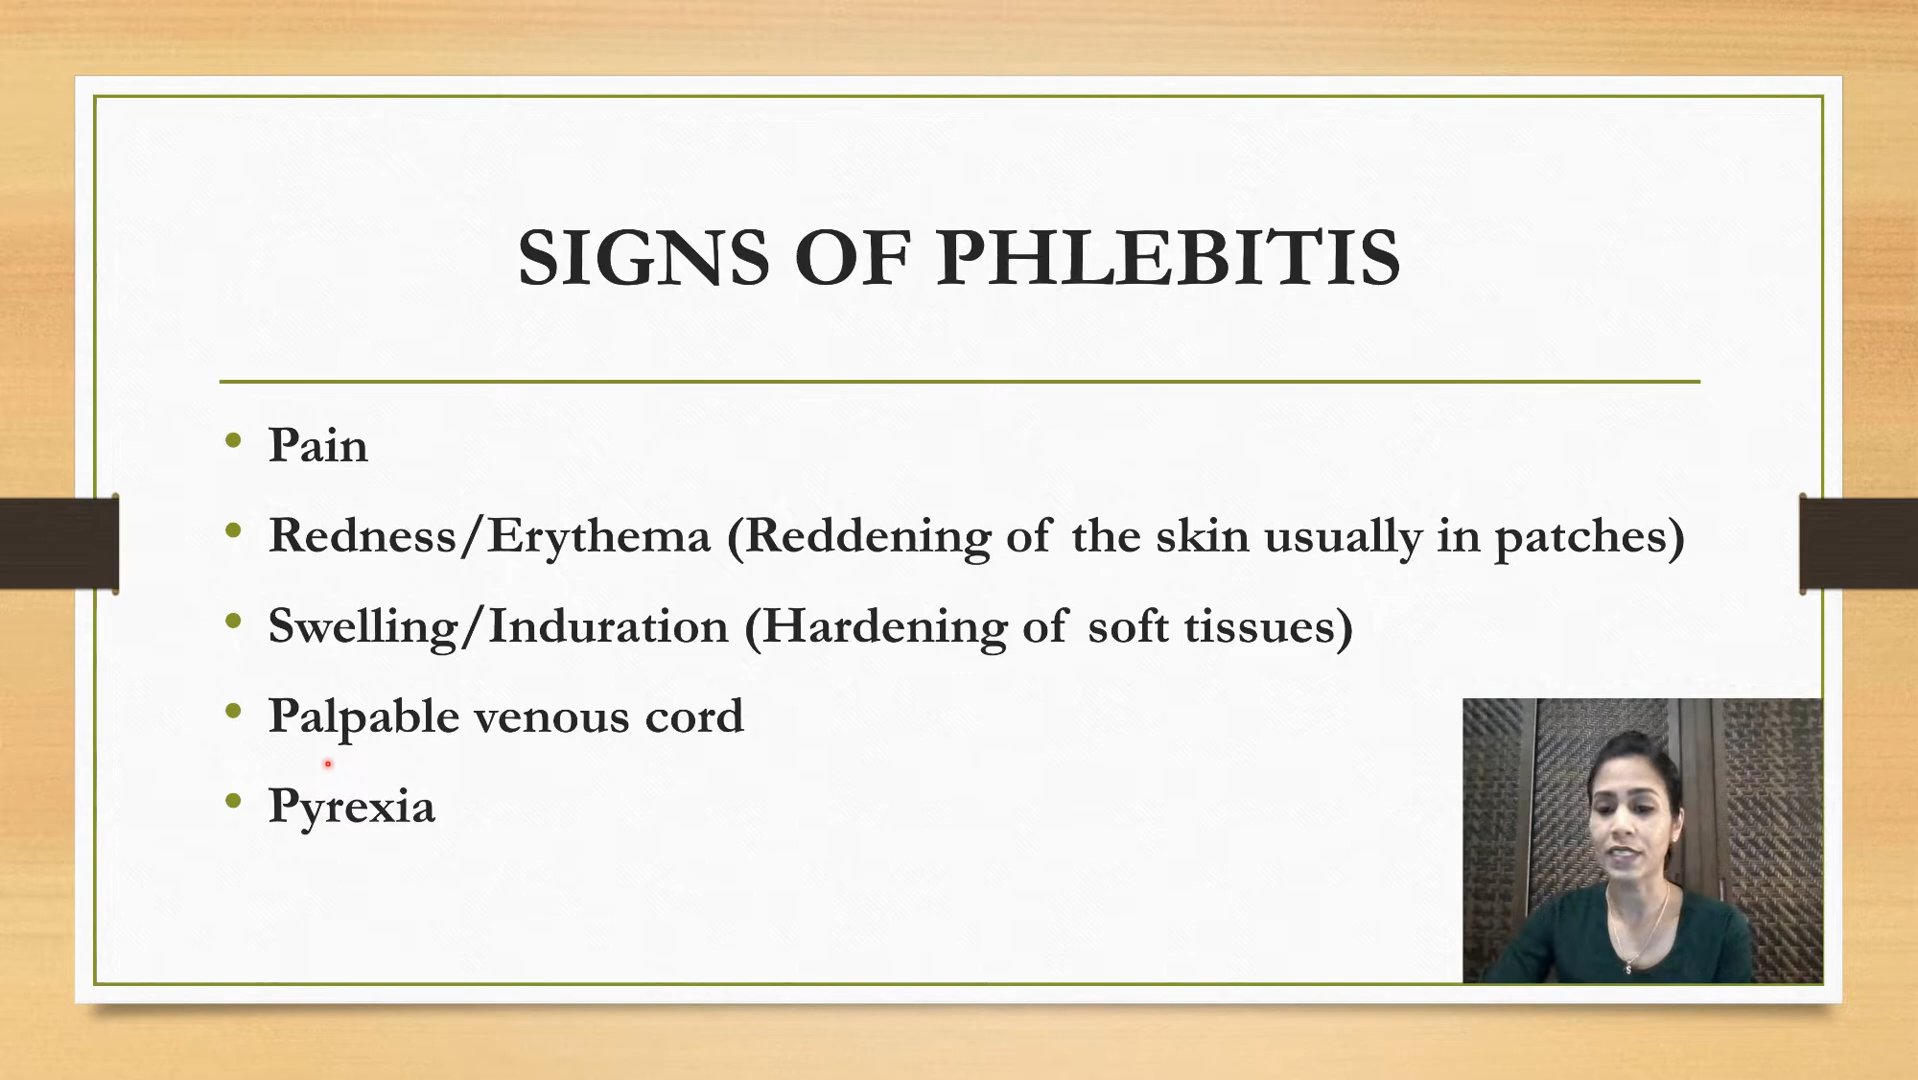 SIGNS OF PHLEBITIS
• Pain
• Redness/Erythema (Reddening of the skin usually in patches)
• Swelling/Induration (Hardening of soft tissues)
• Palpable venous cord
• Pyrexia